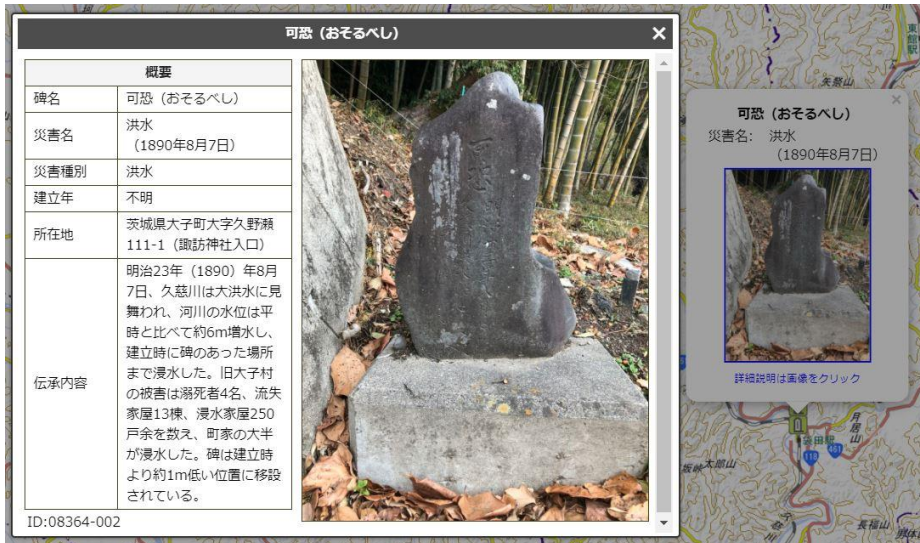 可恐（おそるべし）
×
概要
碑名
可恐（おそるべし）
災害名
洪水
（1890年8月7日）
災害種別
洪水
建立年
不明
所在地
茨城県大子町大字久野瀬
111-1（諏訪神社入口）
伝承内容
明治23年（1890）年8月
7日、久慈川は大洪水に見
舞われ、河川の水位は平
時と比べて約6m増水し、
建立時に碑のあった場所
まで浸水した。旧大子村
の被害は溺死者4名、流失
家屋13棟、浸水家屋250
戸余を数え、町家の大半
が浸水した。碑は建立時
より約1m低い位置に移設
されている。
ID:08364-002
可恐
東館駅
矢祭山
×
可恐（おそるべし）
災害名: 洪水
（1890年8月7日）
詳細説明は画像をクリック
月居山
袋田駅
118
461
太郎山
長福山